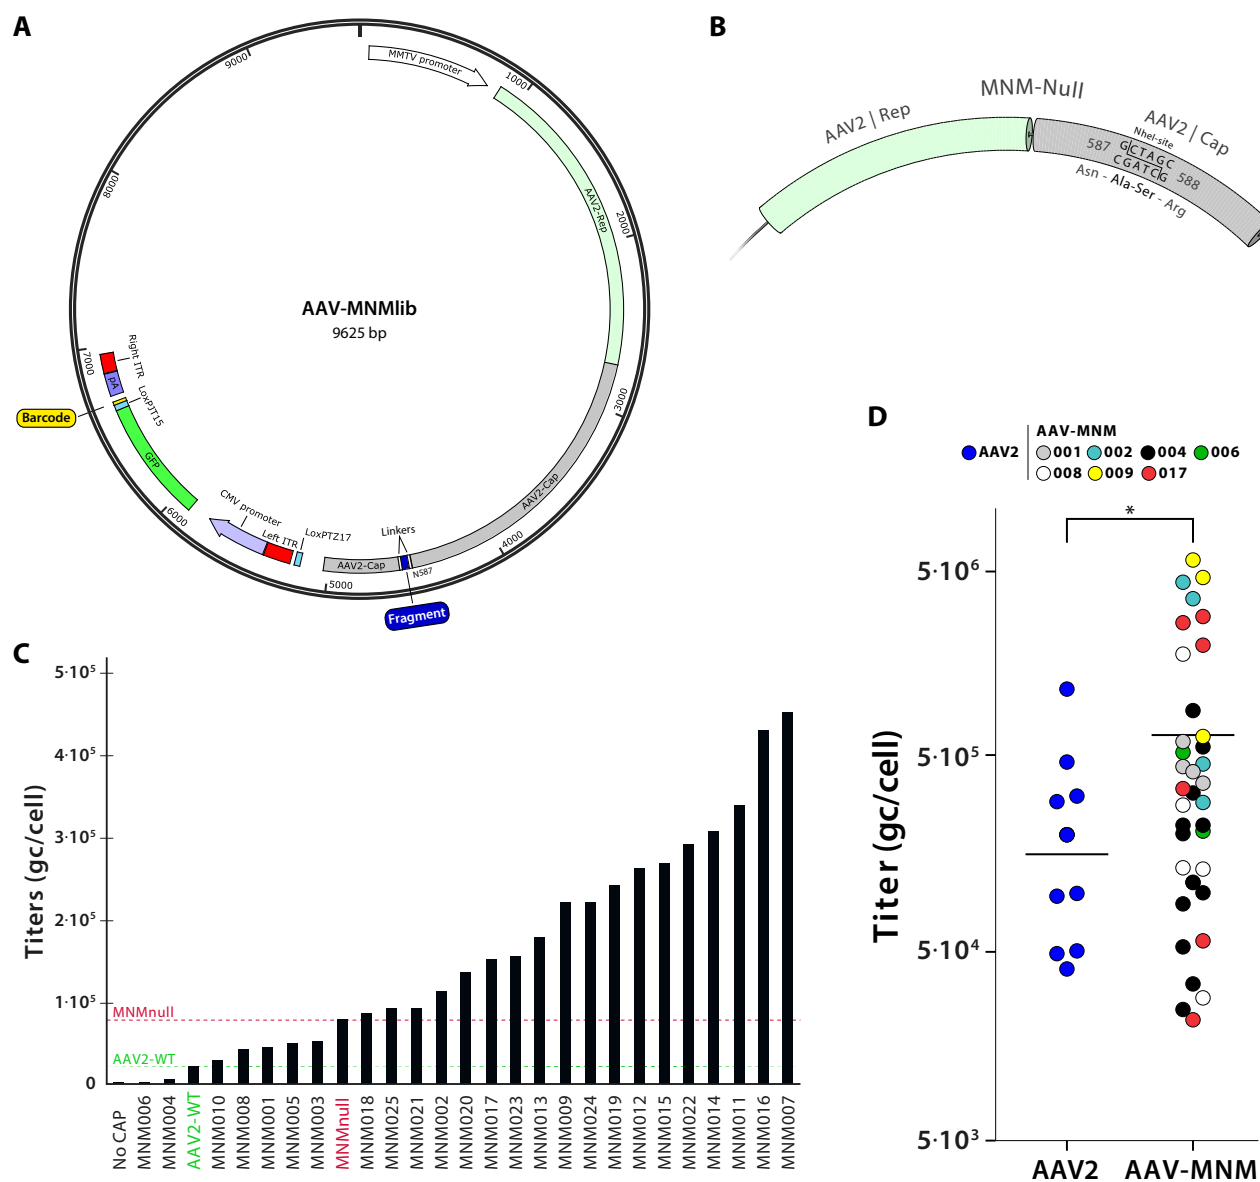 A
MMTV promoter
1000
AAV2-Rep
2000
3000
AAV2-Cap
4000
N587
Linkers
Fragment
AAV2-Cap
5000
LoxPTZ17
Left ITR
CMV promoter
6000
GFP
LoxPJT15
Barcode
pA
Right ITR
7000
8000
9000
AAV-MNMlib
9625 bp
B
MNM-Null
AAV2 | Rep
AAV2 | Cap
NheI-site
587 GCTAGC
CGATCG 588
Asn - Ala-Ser - Arg
C
Titers (gc/cell)
5·10⁵
4·10⁵
3·10⁵
2·10⁵
1·10⁵
0
MNMnull
AAV2-WT
No CAP
MNM006
MNM004
AAV2-WT
MNM010
MNM008
MNM001
MNM005
MNM003
MNMnull
MNM018
MNM025
MNM021
MNM002
MNM020
MNM017
MNM023
MNM013
MNM009
MNM024
MNM019
MNM012
MNM015
MNM022
MNM014
MNM011
MNM016
MNM007
D
AAV-MNM
AAV2 001 002 004 006
008 009 017
*
Titer (gc/cell)
5·10⁶
5·10⁵
5·10⁴
5·10³
AAV2 AAV-MNM